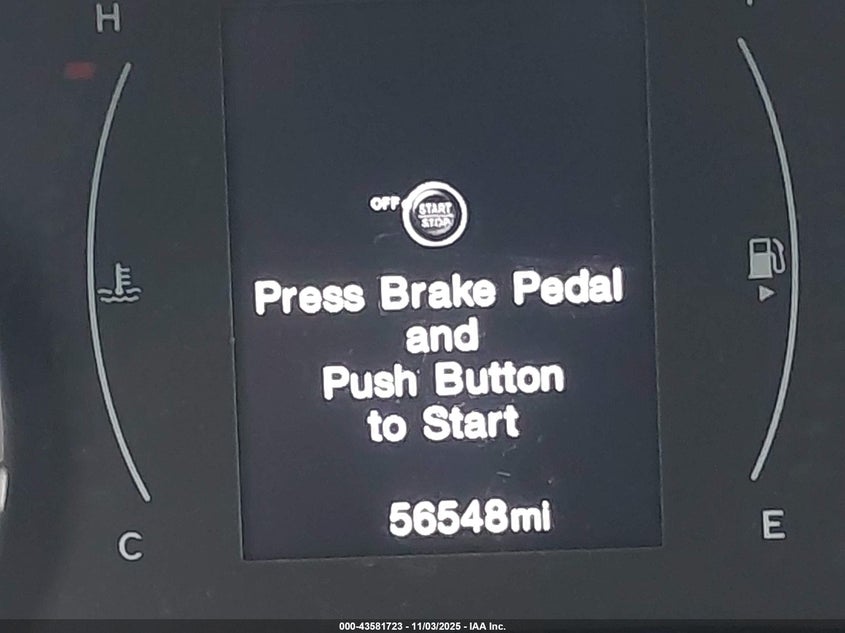 H
OFF
START
STOP
Press Brake Pedal
and
Push Button
to Start
56548mi
C
E
000-43581723 - 11/03/2025 - IAA Inc.